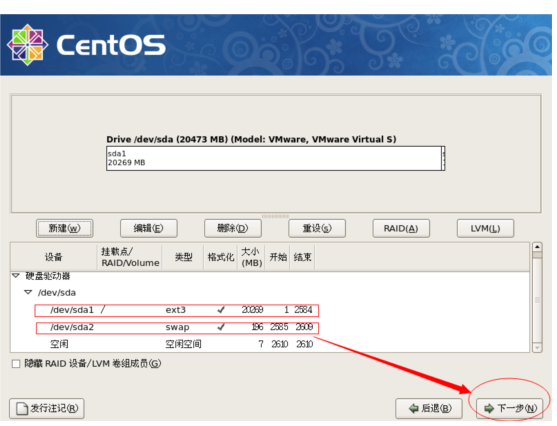 CentOS
Drive /dev/sda (20473 MB) (Model: VMware, VMware Virtual S)
sda1
20269 MB
新建(w) 编辑(E) 删除(D) 重设(s) RAID(A) LVM(L)
设备 挂载点/ RAID/Volume 类型 格式化 大小 (MB) 开始 结束
硬盘驱动器
/dev/sda
/dev/sda1 / ext3 ✓ 20269 1 2584
/dev/sda2 swap ✓ 196 2585 2609
空闲 空闲空间 7 2610 2610
隐藏 RAID 设备/LVM 卷组成员(G)
发行注记(R) 后退(B) 下一步(N)